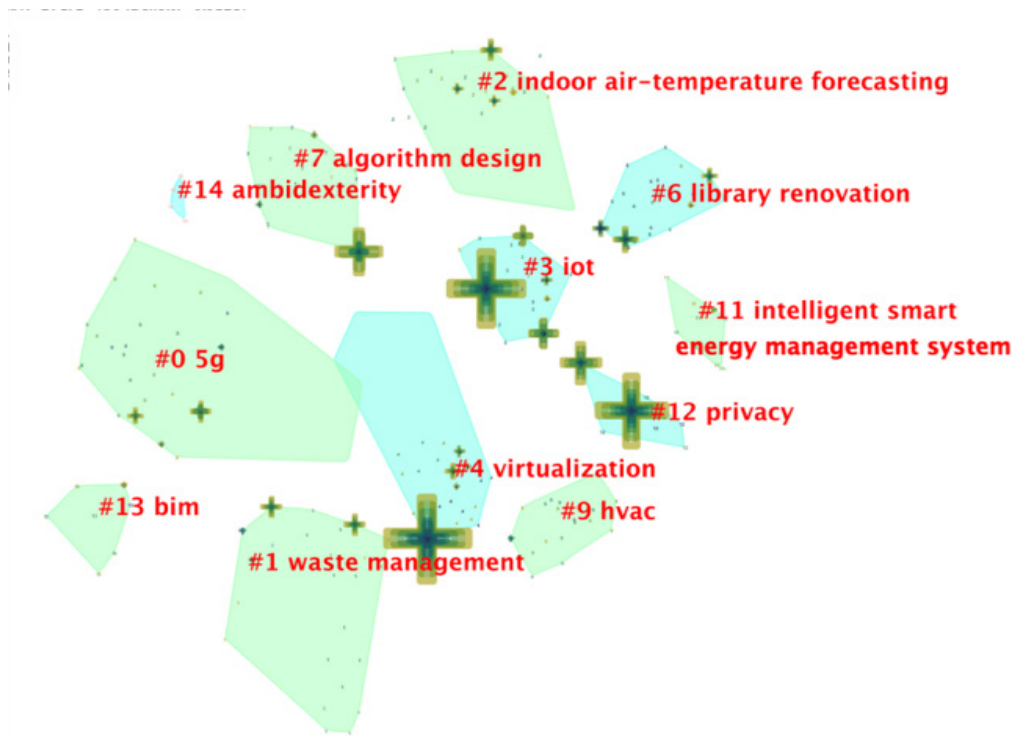 #2 indoor air-temperature forecasting
#7 algorithm design
#14 ambidexterity
#6 library renovation
#3 iot
#11 intelligent smart
energy management system
#0 5g
#12 privacy
#4 virtualization
#13 bim
#9 hvac
#1 waste management